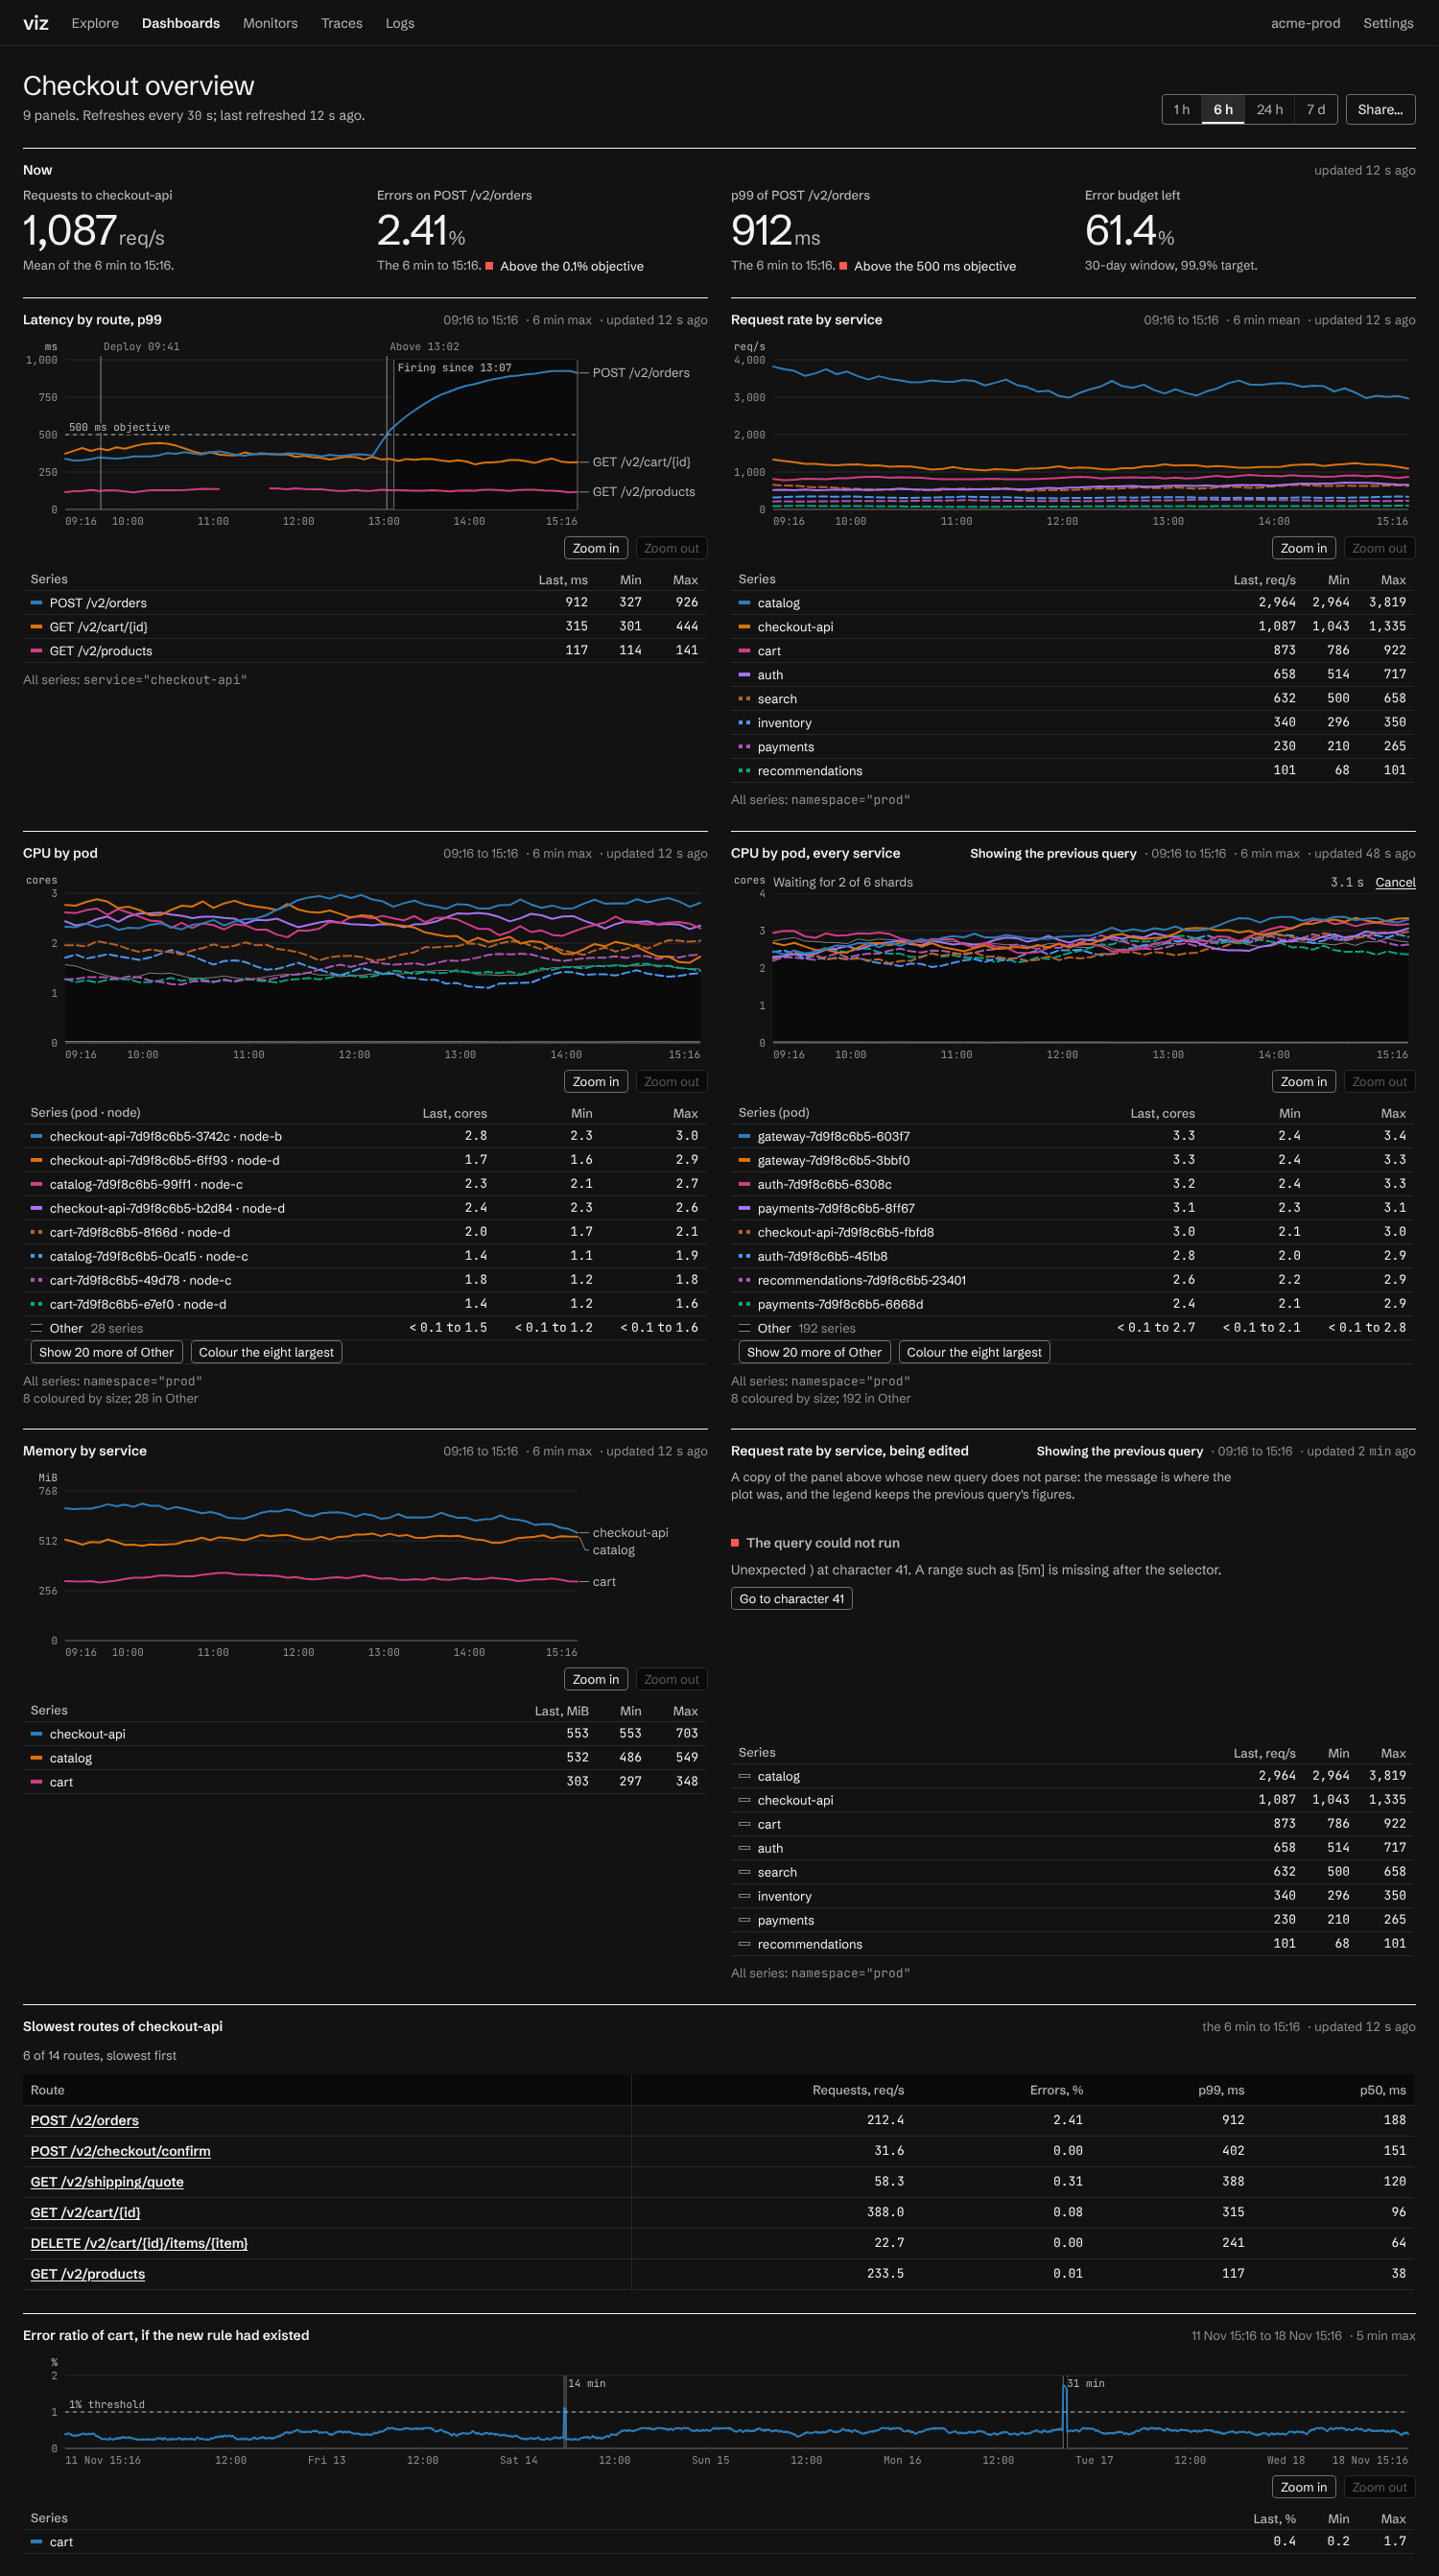 viz Explore Dashboards Monitors Traces Logs acme-prod Settings
Checkout overview
9 panels. Refreshes every 30 s; last refreshed 12 s ago.
1 h 6 h 24 h 7 d Share…
Now updated 12 s ago
Requests to checkout-api Errors on POST /v2/orders p99 of POST /v2/orders Error budget left
1,087 req/s 2.41% 912 ms 61.4%
Mean of the 6 min to 15:16. The 6 min to 15:16. Above the 0.1% objective The 6 min to 15:16. Above the 500 ms objective 30-day window, 99.9% target.
Latency by route, p99 09:16 to 15:16 · 6 min max · updated 12 s ago
ms Deploy 09:41 Above 13:02
1,000 Firing since 13:07 POST /v2/orders
750
500 500 ms objective
GET /v2/cart/{id}
250
GET /v2/products
0
09:16 10:00 11:00 12:00 13:00 14:00 15:16
Zoom in Zoom out
Series Last, ms Min Max
POST /v2/orders 912 327 926
GET /v2/cart/{id} 315 301 444
GET /v2/products 117 114 141
All series: service="checkout-api"
Request rate by service 09:16 to 15:16 · 6 min mean · updated 12 s ago
req/s
4,000
3,000
2,000
1,000
0
09:16 10:00 11:00 12:00 13:00 14:00 15:16
Zoom in Zoom out
Series Last, req/s Min Max
catalog 2,964 2,964 3,819
checkout-api 1,087 1,043 1,335
cart 873 786 922
auth 658 514 717
search 632 500 658
inventory 340 296 350
payments 230 210 265
recommendations 101 68 101
All series: namespace="prod"
CPU by pod 09:16 to 15:16 · 6 min max · updated 12 s ago
cores
3
2
1
0
09:16 10:00 11:00 12:00 13:00 14:00 15:16
Zoom in Zoom out
Series (pod · node) Last, cores Min Max
checkout-api-7d9f8c6b5-3742c · node-b 2.8 2.3 3.0
checkout-api-7d9f8c6b5-6ff93 · node-d 1.7 1.6 2.9
catalog-7d9f8c6b5-99ff1 · node-c 2.3 2.1 2.7
checkout-api-7d9f8c6b5-b2d84 · node-d 2.4 2.3 2.6
cart-7d9f8c6b5-8166d · node-d 2.0 1.7 2.1
catalog-7d9f8c6b5-0ca15 · node-c 1.4 1.1 1.9
cart-7d9f8c6b5-49d78 · node-c 1.8 1.2 1.8
cart-7d9f8c6b5-e7ef0 · node-d 1.4 1.2 1.6
Other 28 series < 0.1 to 1.5 < 0.1 to 1.2 < 0.1 to 1.6
Show 20 more of Other Colour the eight largest
All series: namespace="prod"
8 coloured by size; 28 in Other
CPU by pod, every service Showing the previous query · 09:16 to 15:16 · 6 min max · updated 48 s ago
cores Waiting for 2 of 6 shards 3.1 s Cancel
4
3
2
1
0
09:16 10:00 11:00 12:00 13:00 14:00 15:16
Zoom in Zoom out
Series (pod) Last, cores Min Max
gateway-7d9f8c6b5-603f7 3.3 2.4 3.4
gateway-7d9f8c6b5-3bbf0 3.3 2.4 3.3
auth-7d9f8c6b5-6308c 3.2 2.4 3.3
payments-7d9f8c6b5-8ff67 3.1 2.3 3.1
checkout-api-7d9f8c6b5-fbfd8 3.0 2.1 3.0
auth-7d9f8c6b5-451b8 2.8 2.0 2.9
recommendations-7d9f8c6b5-23401 2.6 2.2 2.9
payments-7d9f8c6b5-6668d 2.4 2.1 2.9
Other 192 series < 0.1 to 2.7 < 0.1 to 2.1 < 0.1 to 2.8
Show 20 more of Other Colour the eight largest
All series: namespace="prod"
8 coloured by size; 192 in Other
Memory by service 09:16 to 15:16 · 6 min max · updated 12 s ago
MiB
768
512
256
0
checkout-api
catalog
cart
09:16 10:00 11:00 12:00 13:00 14:00 15:16
Zoom in Zoom out
Series Last, MiB Min Max
checkout-api 553 553 703
catalog 532 486 549
cart 303 297 348
Request rate by service, being edited Showing the previous query · 09:16 to 15:16 · updated 2 min ago
A copy of the panel above whose new query does not parse: the message is where the
plot was, and the legend keeps the previous query's figures.
The query could not run
Unexpected ) at character 41. A range such as [5m] is missing after the selector.
Go to character 41
Series Last, req/s Min Max
catalog 2,964 2,964 3,819
checkout-api 1,087 1,043 1,335
cart 873 786 922
auth 658 514 717
search 632 500 658
inventory 340 296 350
payments 230 210 265
recommendations 101 68 101
All series: namespace="prod"
Slowest routes of checkout-api the 6 min to 15:16 · updated 12 s ago
6 of 14 routes, slowest first
Route Requests, req/s Errors, % p99, ms p50, ms
POST /v2/orders 212.4 2.41 912 188
POST /v2/checkout/confirm 31.6 0.00 402 151
GET /v2/shipping/quote 58.3 0.31 388 120
GET /v2/cart/{id} 388.0 0.08 315 96
DELETE /v2/cart/{id}/items/{item} 22.7 0.00 241 64
GET /v2/products 233.5 0.01 117 38
Error ratio of cart, if the new rule had existed 11 Nov 15:16 to 18 Nov 15:16 · 5 min max
%
2 14 min 31 min
1% threshold
1
0
11 Nov 15:16 12:00 Fri 13 12:00 Sat 14 12:00 Sun 15 12:00 Mon 16 12:00 Tue 17 12:00 Wed 18 18 Nov 15:16
Zoom in Zoom out
Series Last, % Min Max
cart 0.4 0.2 1.7